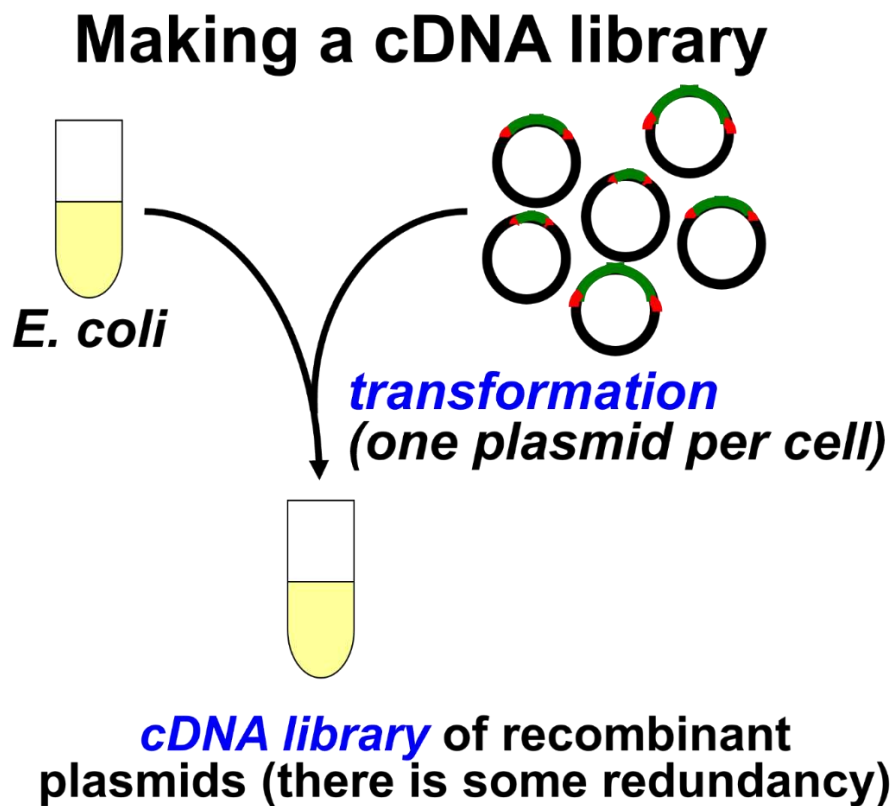 Making a cDNA library
E. coli
transformation
(one plasmid per cell)
cDNA library of recombinant
plasmids (there is some redundancy)